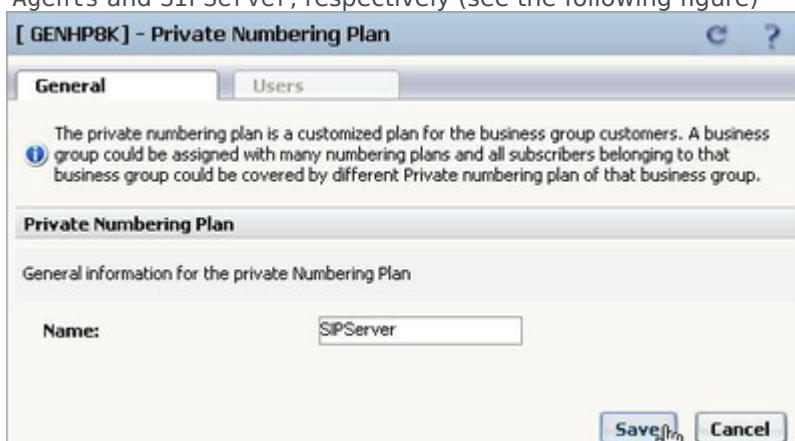 Agents and SIPServer, respectively (see the following figure)
[ GENHP8K] - Private Numbering Plan
General
Users
The private numbering plan is a customized plan for the business group customers. A business
group could be assigned with many numbering plans and all subscribers belonging to that
business group could be covered by different Private numbering plan of that business group.
Private Numbering Plan
General information for the private Numbering Plan
Name: SIPServer
Save Cancel